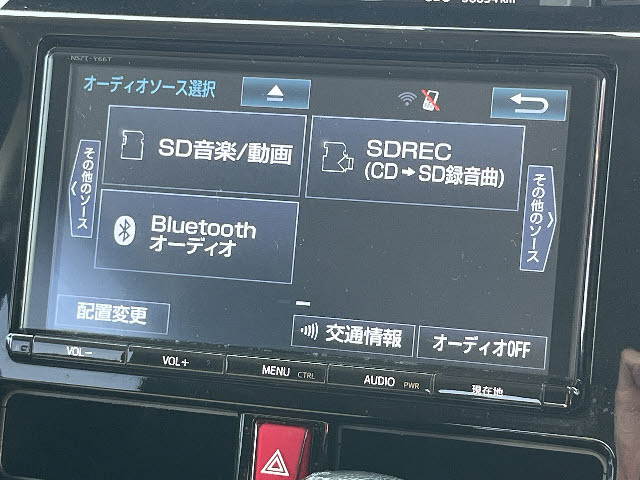 NSZT-Y66T
オーディオソース選択
SD音楽/動画
SDREC
(CD➡SD録音曲)
その他のソース
その他のソース
Bluetooth
オーディオ
配置変更
交通情報
オーディオOFF
VOL−
VOL+
MENU CTRL
AUDIO PWR
現在地